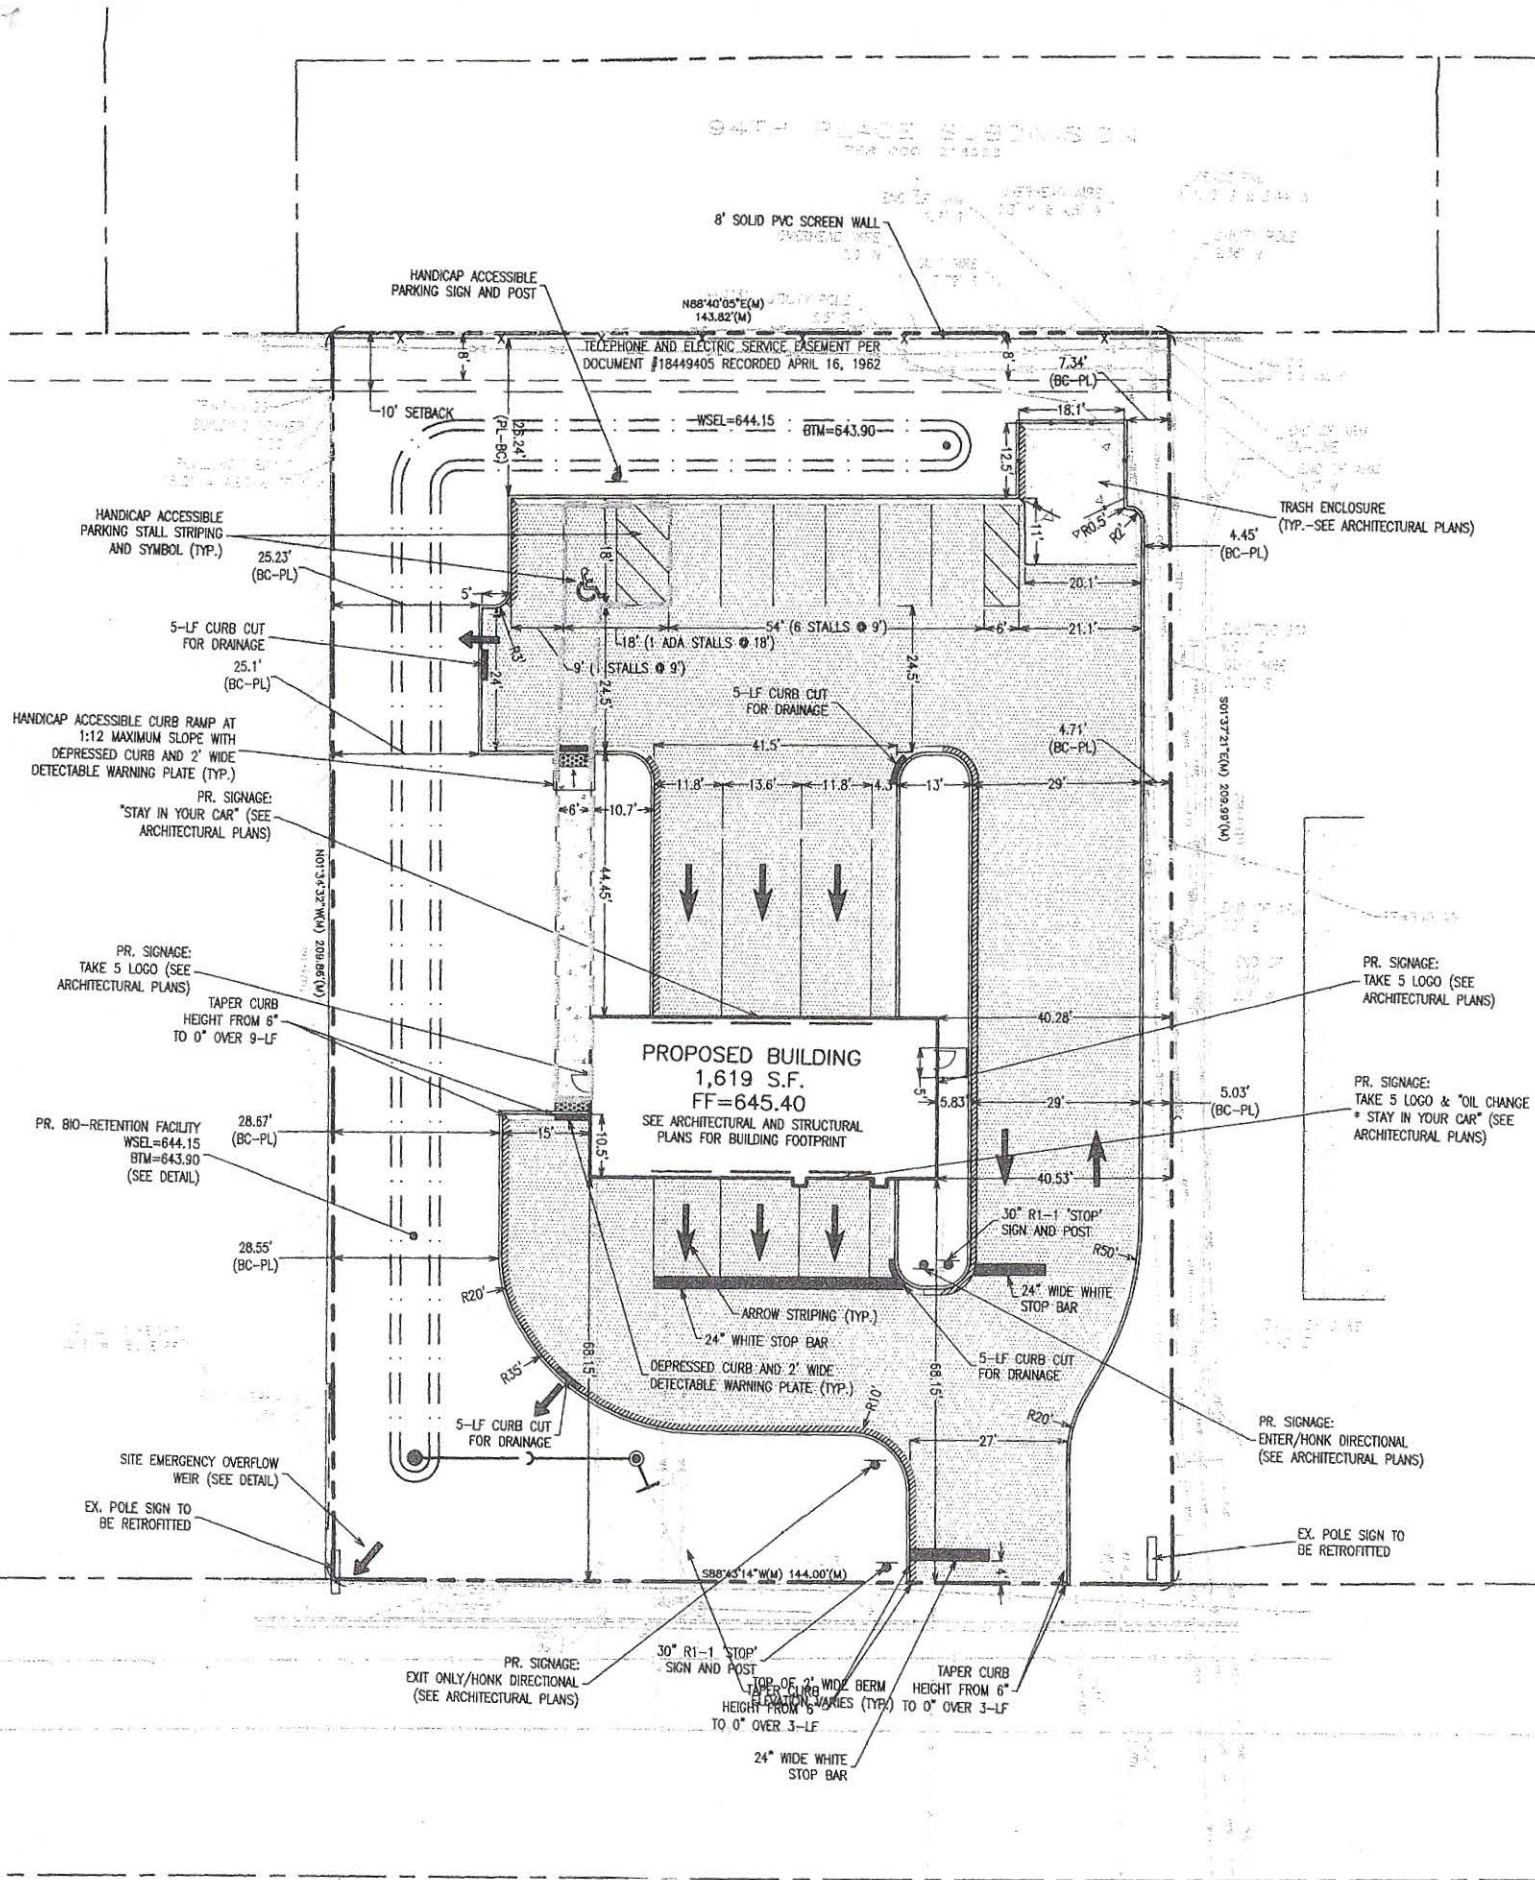 8' SOLID PVC SCREEN WALL
HANDICAP ACCESSIBLE
PARKING SIGN AND POST
N88°40'05"E(M)
143.82'(M)
TELEPHONE AND ELECTRIC SERVICE EASEMENT PER
DOCUMENT #18449405 RECORDED APRIL 16, 1962
8'
8'
7.34'
(BC-PL)
10' SETBACK
26.24'
(PL-BC)
WSEL=644.15
BTM=643.90
18.1'
12.5'
TRASH ENCLOSURE
(TYP.-SEE ARCHITECTURAL PLANS)
HANDICAP ACCESSIBLE
PARKING STALL STRIPING
AND SYMBOL (TYP.)
18'
11'
R0.5'
R2'
4.45'
(BC-PL)
25.23'
(BC-PL)
20.1'
5'
5-LF CURB CUT
FOR DRAINAGE
R3'
24'
18' (1 ADA STALLS @ 18')
54' (6 STALLS @ 9')
6'
21.1'
9' (1 STALLS @ 9')
24.5'
24.5'
25.1'
(BC-PL)
5-LF CURB CUT
FOR DRAINAGE
S01°37'21"E(M) 209.99'(M)
HANDICAP ACCESSIBLE CURB RAMP AT
1:12 MAXIMUM SLOPE WITH
DEPRESSED CURB AND 2' WIDE
DETECTABLE WARNING PLATE (TYP.)
4.71'
(BC-PL)
41.5'
11.8'
13.6'
11.8'
4.3'
13'
29'
6'
10.7'
PR. SIGNAGE:
"STAY IN YOUR CAR" (SEE
ARCHITECTURAL PLANS)
44.45'
N01°34'32"W(M) 209.86'(M)
PR. SIGNAGE:
TAKE 5 LOGO (SEE
ARCHITECTURAL PLANS)
PR. SIGNAGE:
TAKE 5 LOGO (SEE
ARCHITECTURAL PLANS)
TAPER CURB
HEIGHT FROM 6"
TO 0" OVER 9-LF
40.28'
PROPOSED BUILDING
1,619 S.F.
FF=645.40
SEE ARCHITECTURAL AND STRUCTURAL
PLANS FOR BUILDING FOOTPRINT
5'
5.83'
29'
5.03'
(BC-PL)
PR. SIGNAGE:
TAKE 5 LOGO & "OIL CHANGE
* STAY IN YOUR CAR" (SEE
ARCHITECTURAL PLANS)
28.67'
(BC-PL)
15'
10.5'
PR. BIO-RETENTION FACILITY
WSEL=644.15
BTM=643.90
(SEE DETAIL)
40.53'
30" R1-1 'STOP'
SIGN AND POST
28.55'
(BC-PL)
R50'
R20'
24" WIDE WHITE
STOP BAR
ARROW STRIPING (TYP.)
24" WHITE STOP BAR
68.15'
68.15'
5-LF CURB CUT
FOR DRAINAGE
R35'
DEPRESSED CURB AND 2' WIDE
DETECTABLE WARNING PLATE (TYP.)
R10'
R20'
5-LF CURB CUT
FOR DRAINAGE
27'
PR. SIGNAGE:
ENTER/HONK DIRECTIONAL
(SEE ARCHITECTURAL PLANS)
SITE EMERGENCY OVERFLOW
WEIR (SEE DETAIL)
EX. POLE SIGN TO
BE RETROFITTED
EX. POLE SIGN TO
BE RETROFITTED
S88°43'14"W(M) 144.00'(M)
4'
PR. SIGNAGE:
EXIT ONLY/HONK DIRECTIONAL
(SEE ARCHITECTURAL PLANS)
30" R1-1 'STOP'
SIGN AND POST
TOP OF 2' WIDE BERM
ELEVATION VARIES (TYP.)
TAPER CURB
HEIGHT FROM 6"
TO 0" OVER 3-LF
TAPER CURB
HEIGHT FROM 6"
TO 0" OVER 3-LF
24" WIDE WHITE
STOP BAR